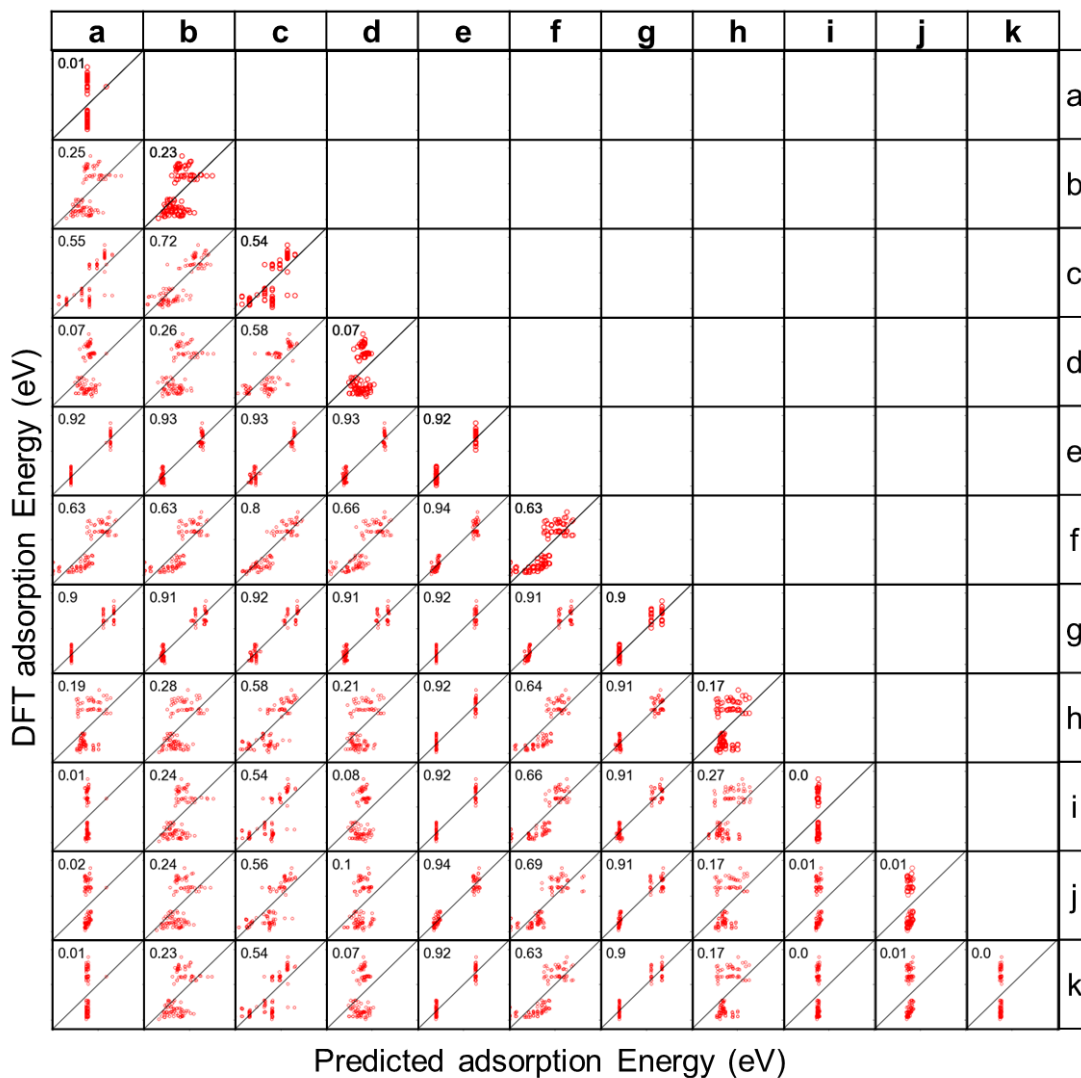 a b c d e f g h i j k
0.01 a
0.25 0.23 b
0.55 0.72 0.54 c
0.07 0.26 0.58 0.07 d
0.92 0.93 0.93 0.93 0.92 e
0.63 0.63 0.8 0.66 0.94 0.63 f
0.9 0.91 0.92 0.91 0.92 0.91 0.9 g
0.19 0.28 0.58 0.21 0.92 0.64 0.91 0.17 h
0.01 0.24 0.54 0.08 0.92 0.66 0.91 0.27 0.0 i
0.02 0.24 0.56 0.1 0.94 0.69 0.91 0.17 0.01 0.01 j
0.01 0.23 0.54 0.07 0.92 0.63 0.9 0.17 0.0 0.01 0.0 k
DFT adsorption Energy (eV)
Predicted adsorption Energy (eV)